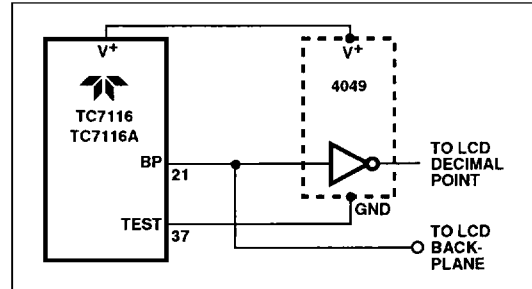 V+
TC7116
TC7116A
BP
21
TEST
37
V+
4049
GND
TO LCD
DECIMAL
POINT
TO LCD
BACK-
PLANE